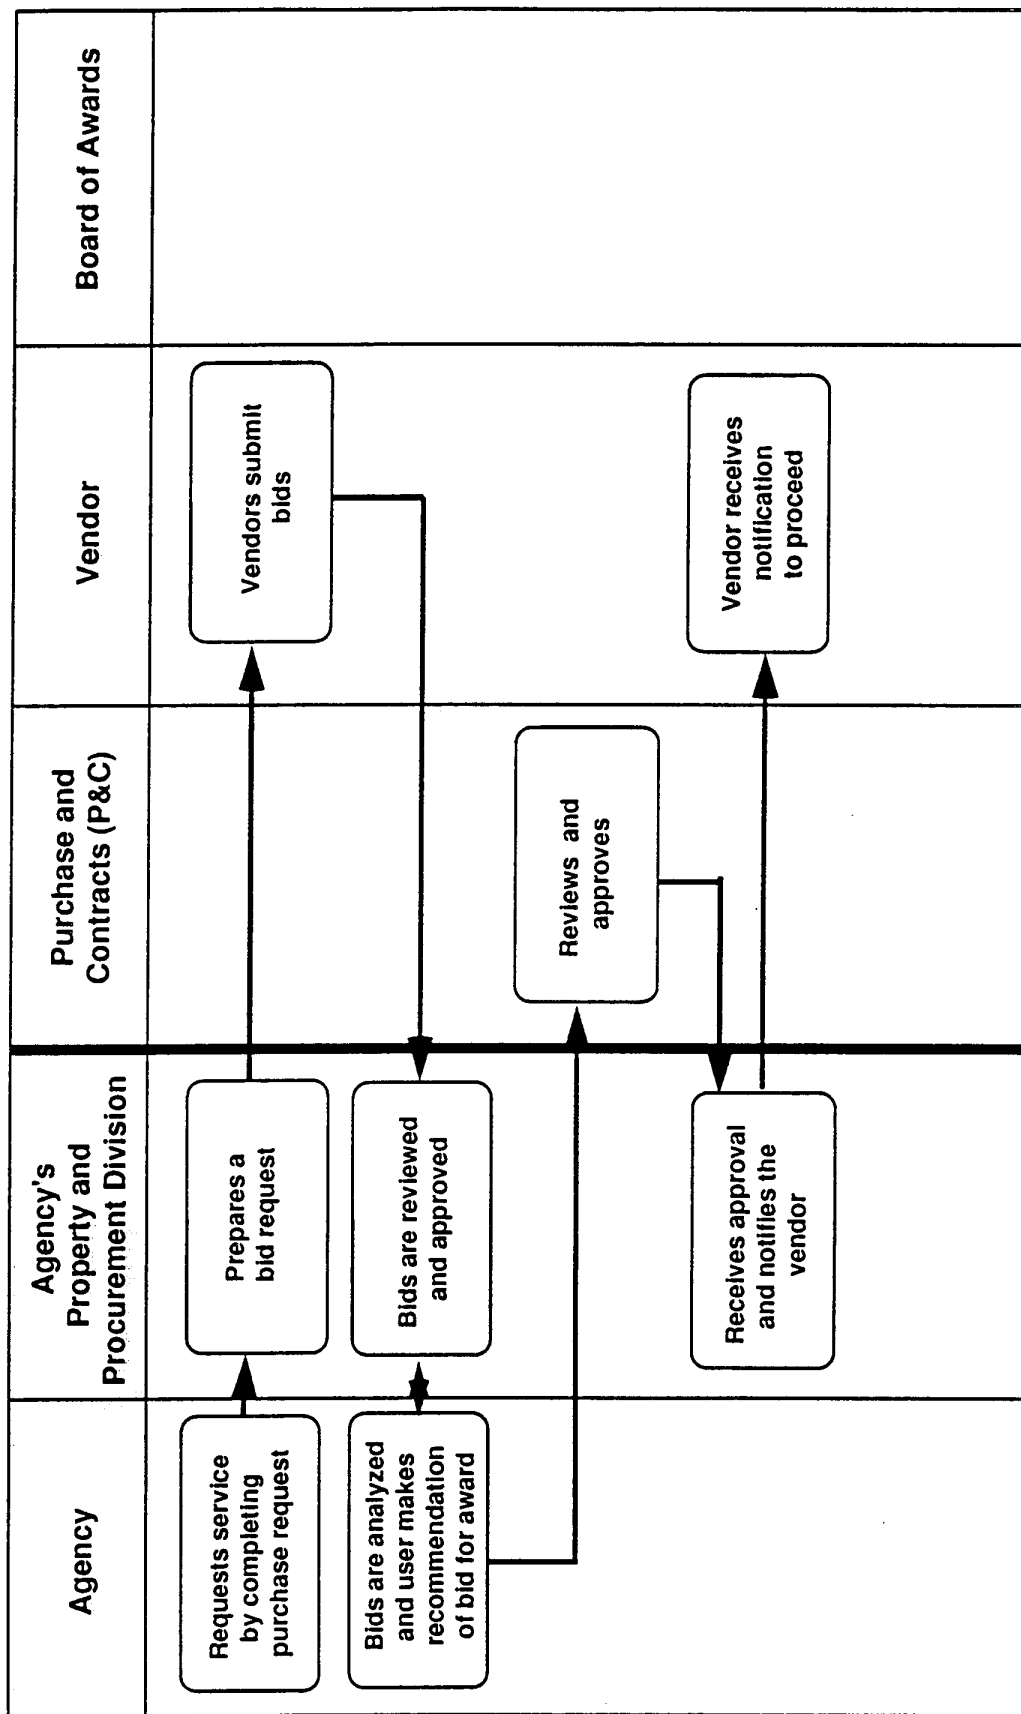 Agency
Agency's
Property and
Procurement Division
Purchase and
Contracts (P&C)
Vendor
Board of Awards
Requests service
by completing
purchase request
Prepares a
bid request
Vendors submit
bids
Bids are analyzed
and user makes
recommendation
of bid for award
Bids are reviewed
and approved
Reviews and
approves
Receives approval
and notifies the
vendor
Vendor receives
notification
to proceed